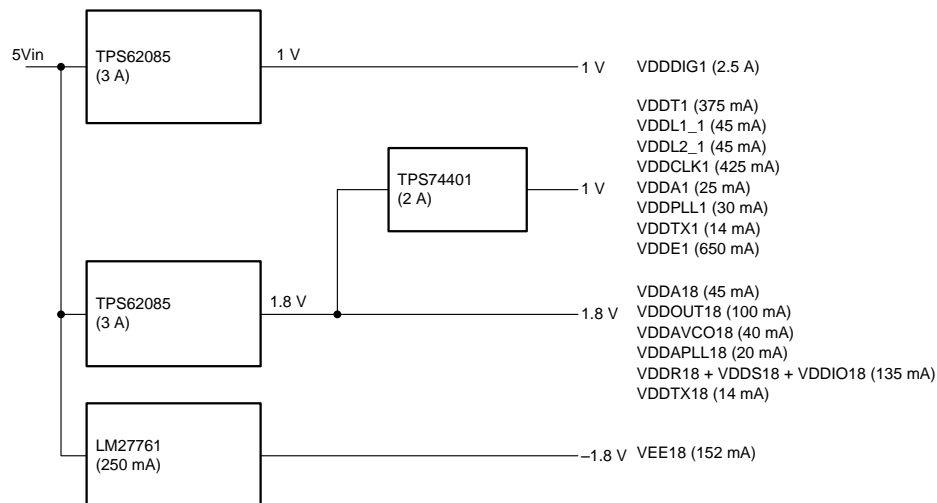 5Vin
TPS62085
(3 A)
1 V
1 V VDDDIG1 (2.5 A)
VDDT1 (375 mA)
VDDL1_1 (45 mA)
VDDL2_1 (45 mA)
VDDCLK1 (425 mA)
TPS74401
(2 A)
1 V VDDA1 (25 mA)
VDDPLL1 (30 mA)
VDDTX1 (14 mA)
VDDE1 (650 mA)
TPS62085
(3 A)
1.8 V
VDDA18 (45 mA)
1.8 V VDDOUT18 (100 mA)
VDDAVCO18 (40 mA)
VDDAPLL18 (20 mA)
VDDR18 + VDDS18 + VDDIO18 (135 mA)
VDDTX18 (14 mA)
LM27761
(250 mA)
–1.8 V VEE18 (152 mA)